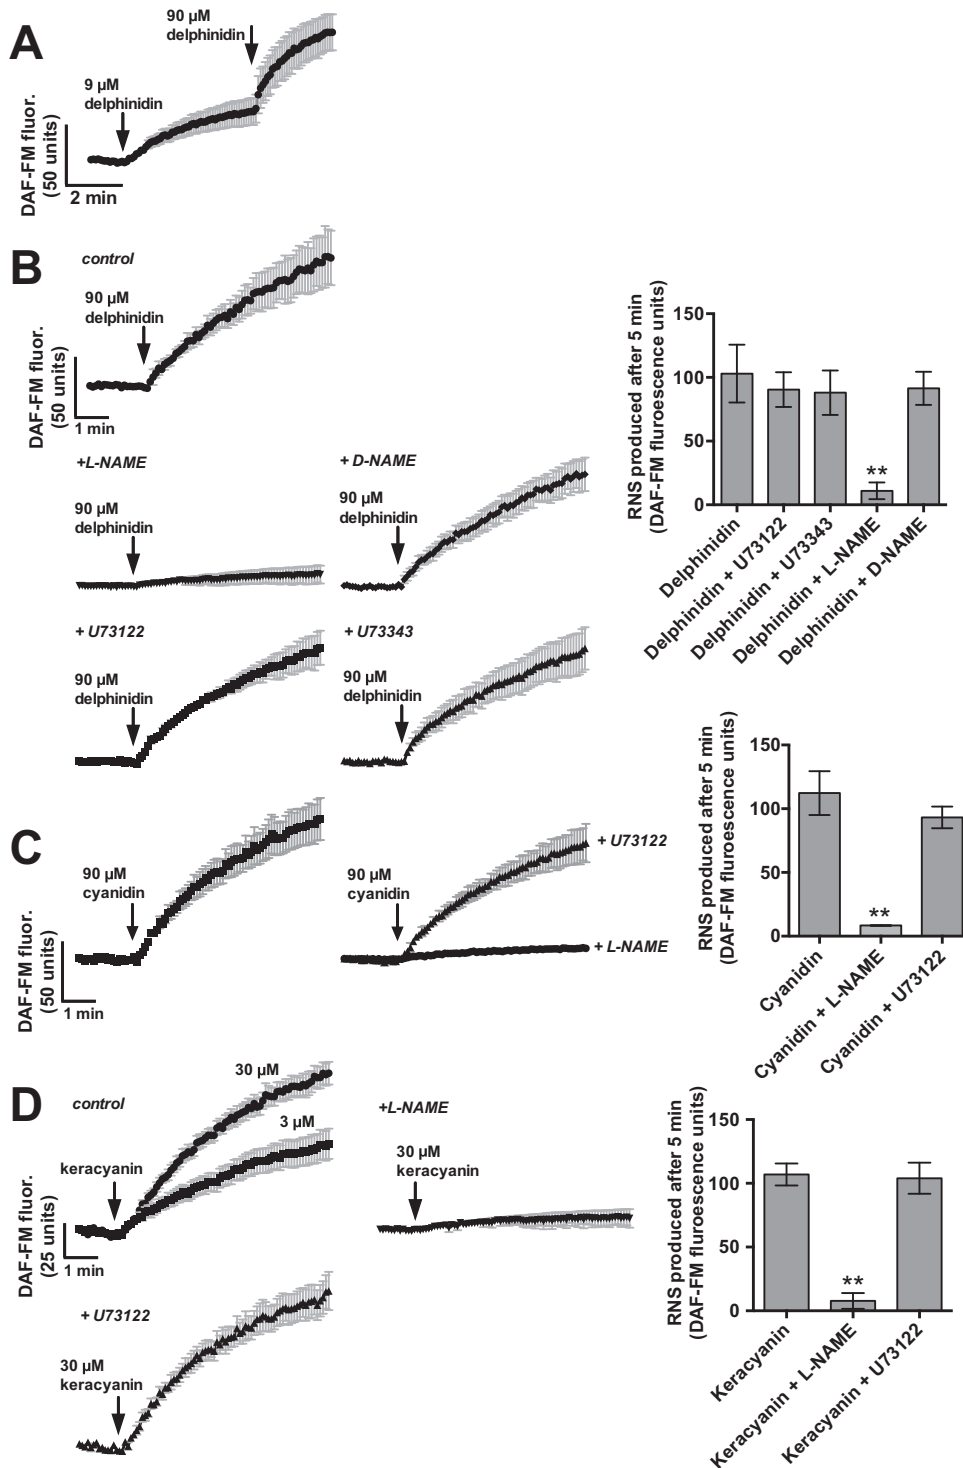 A
90 µM
delphinidin
9 µM
delphinidin
DAF-FM fluor.
(50 units)
2 min
B
control
90 µM
delphinidin
DAF-FM fluor.
(50 units)
1 min
+L-NAME
90 µM
delphinidin
+ D-NAME
90 µM
delphinidin
+ U73122
90 µM
delphinidin
+ U73343
90 µM
delphinidin
RNS produced after 5 min
(DAF-FM fluroescence units)
150
100
50
0
**
Delphinidin
Delphinidin + U73122
Delphinidin + U73343
Delphinidin + L-NAME
Delphinidin + D-NAME
C
90 µM
cyanidin
DAF-FM fluor.
(50 units)
1 min
90 µM
cyanidin
+ U73122
+ L-NAME
RNS produced after 5 min
(DAF-FM fluroescence units)
150
100
50
0
**
Cyanidin
Cyanidin + L-NAME
Cyanidin + U73122
D
control
30 µM
3 µM
keracyanin
DAF-FM fluor.
(25 units)
1 min
+L-NAME
30 µM
keracyanin
+ U73122
30 µM
keracyanin
RNS produced after 5 min
(DAF-FM fluroescence units)
150
100
50
0
**
Keracyanin
Keracyanin + L-NAME
Keracyanin + U73122